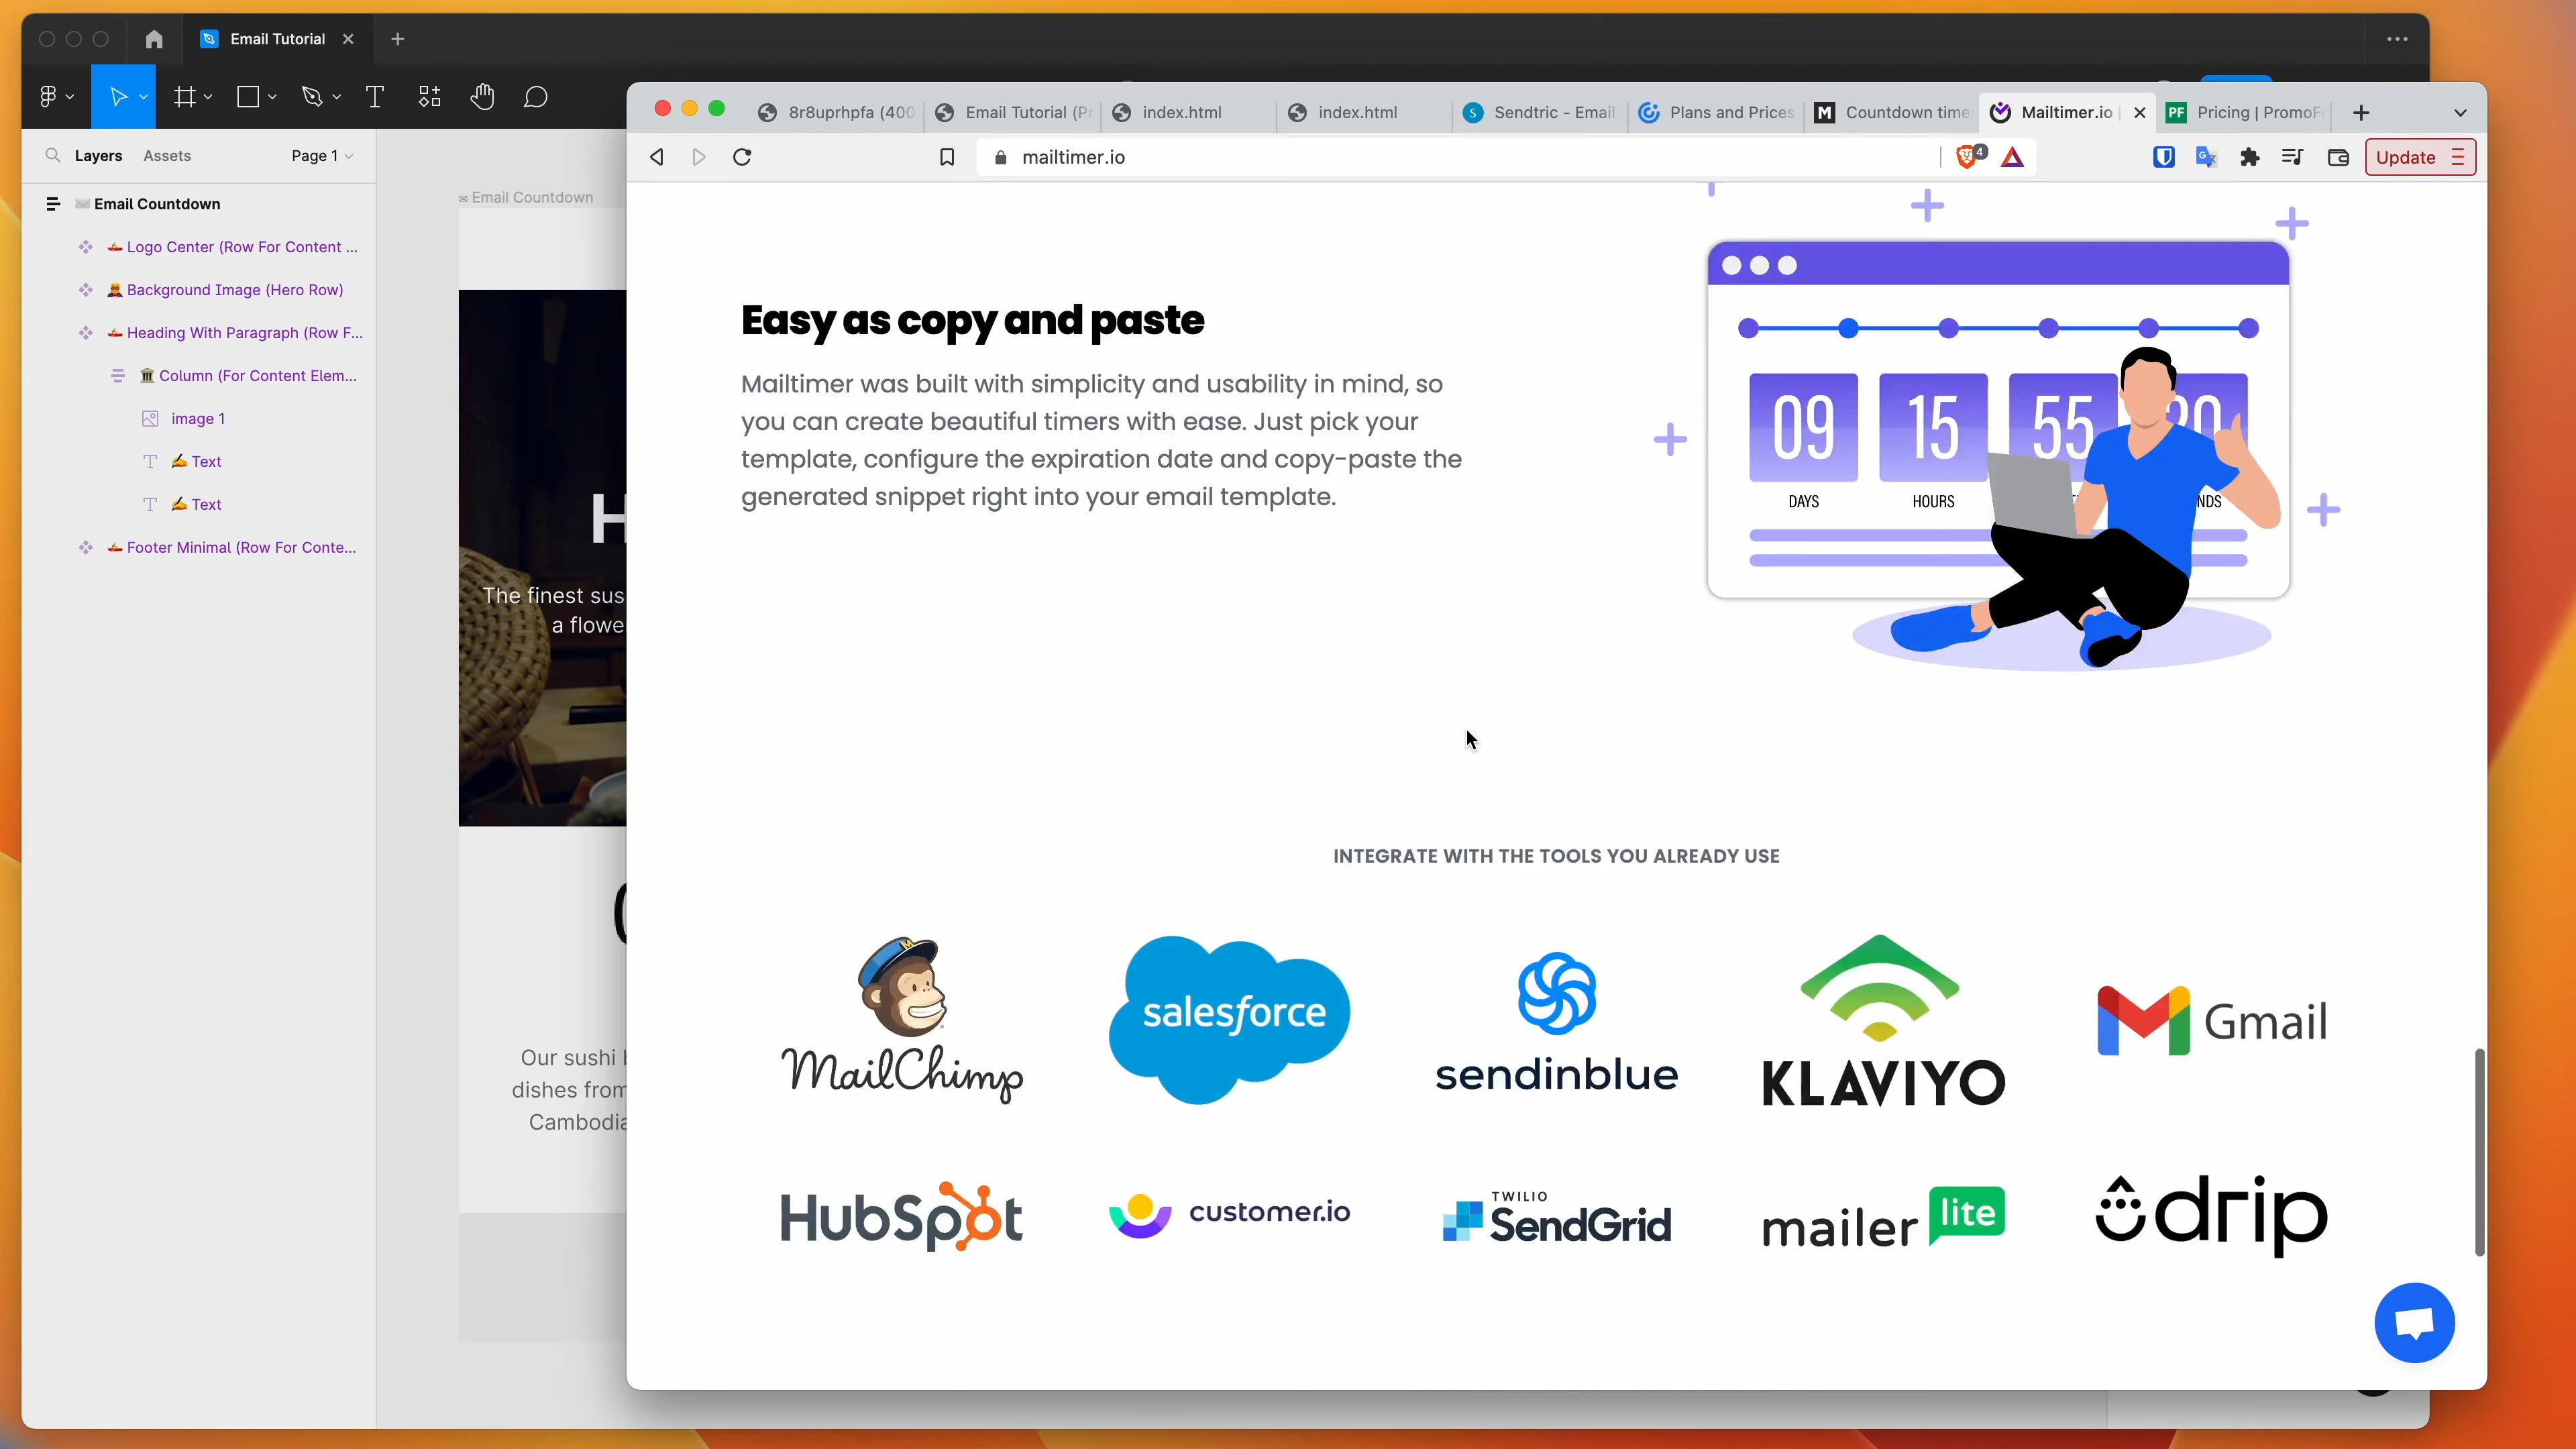 Email Tutorial
Layers
Assets
Page 1
Email Countdown
Logo Center (Row For Content ...
Background Image (Hero Row)
Heading With Paragraph (Row F...
Column (For Content Elem...
image 1
Text
Text
Footer Minimal (Row For Conte...
Email Countdown
H
The finest sus
a flowe
Our sushi
dishes from
Cambodia
8r8uprhpfa (400
Email Tutorial (Pr
index.html
index.html
S
Sendtric - Email
Plans and Prices
M
Countdown time
Mailtimer.io |
PF
Pricing | PromoF
mailtimer.io
4
Update
Easy as copy and paste
Mailtimer was built with simplicity and usability in mind, so
you can create beautiful timers with ease. Just pick your
template, configure the expiration date and copy-paste the
generated snippet right into your email template.
09
15
55
DAYS
HOURS
NDS
INTEGRATE WITH THE TOOLS YOU ALREADY USE
MailChimp
salesforce
sendinblue
KLAVIYO
Gmail
HubSpot
customer.io
TWILIO
SendGrid
mailer lite
drip